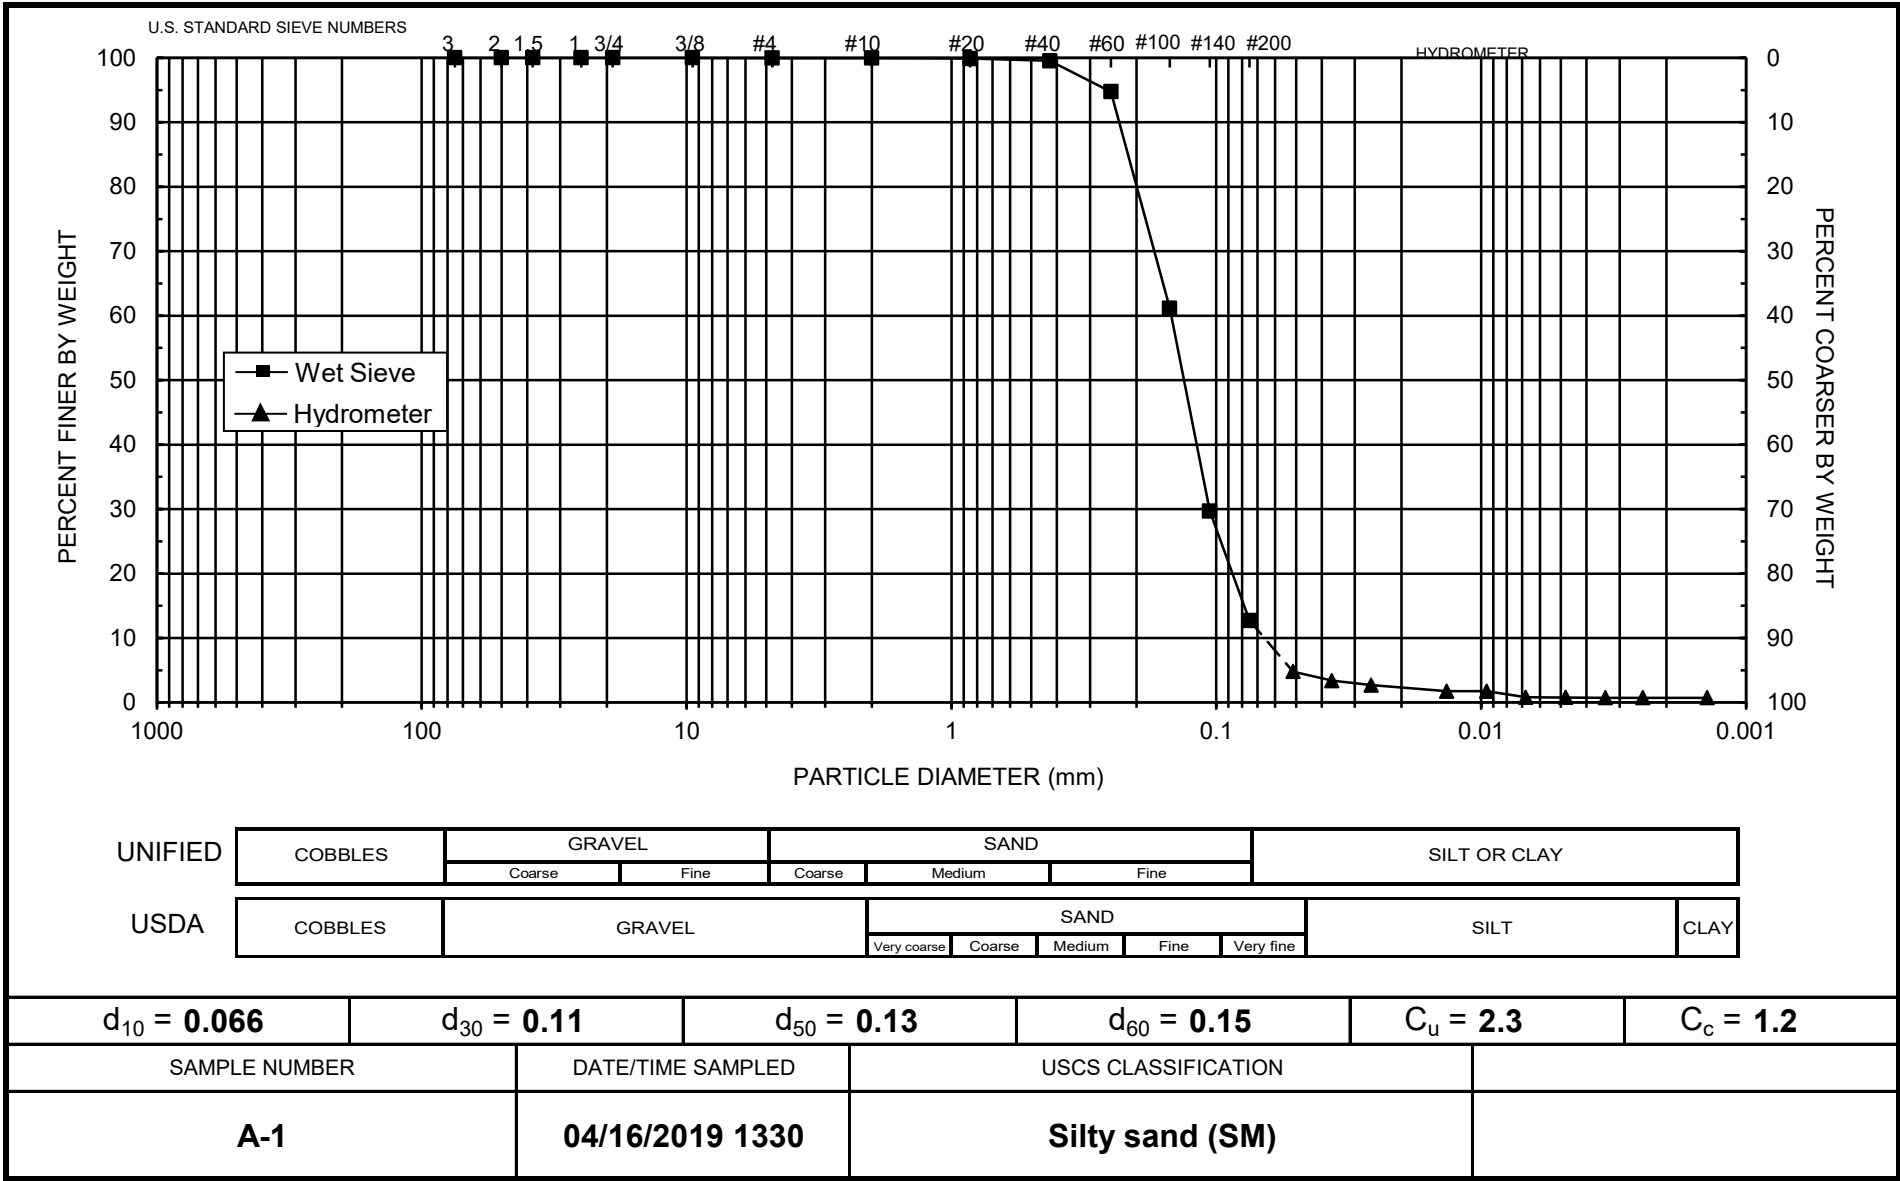 U.S. STANDARD SIEVE NUMBERS
3 2 1.5 1 3/4 3/8 #4 #10 #20 #40 #60 #100 #140 #200
HYDROMETER
100 0
90 10
80 20
70 30
60 40
50 50
40 60
30 70
20 80
10 90
0 100
PERCENT FINER BY WEIGHT
PERCENT COARSER BY WEIGHT
Wet Sieve
Hydrometer
1000 100 10 1 0.1 0.01 0.001
PARTICLE DIAMETER (mm)
UNIFIED
COBBLES GRAVEL SAND SILT OR CLAY
Coarse Fine Coarse Medium Fine
USDA
COBBLES GRAVEL SAND SILT CLAY
Very coarse Coarse Medium Fine Very fine
d10 = 0.066 d30 = 0.11 d50 = 0.13 d60 = 0.15 Cu = 2.3 Cc = 1.2
SAMPLE NUMBER DATE/TIME SAMPLED USCS CLASSIFICATION
A-1 04/16/2019 1330 Silty sand (SM)